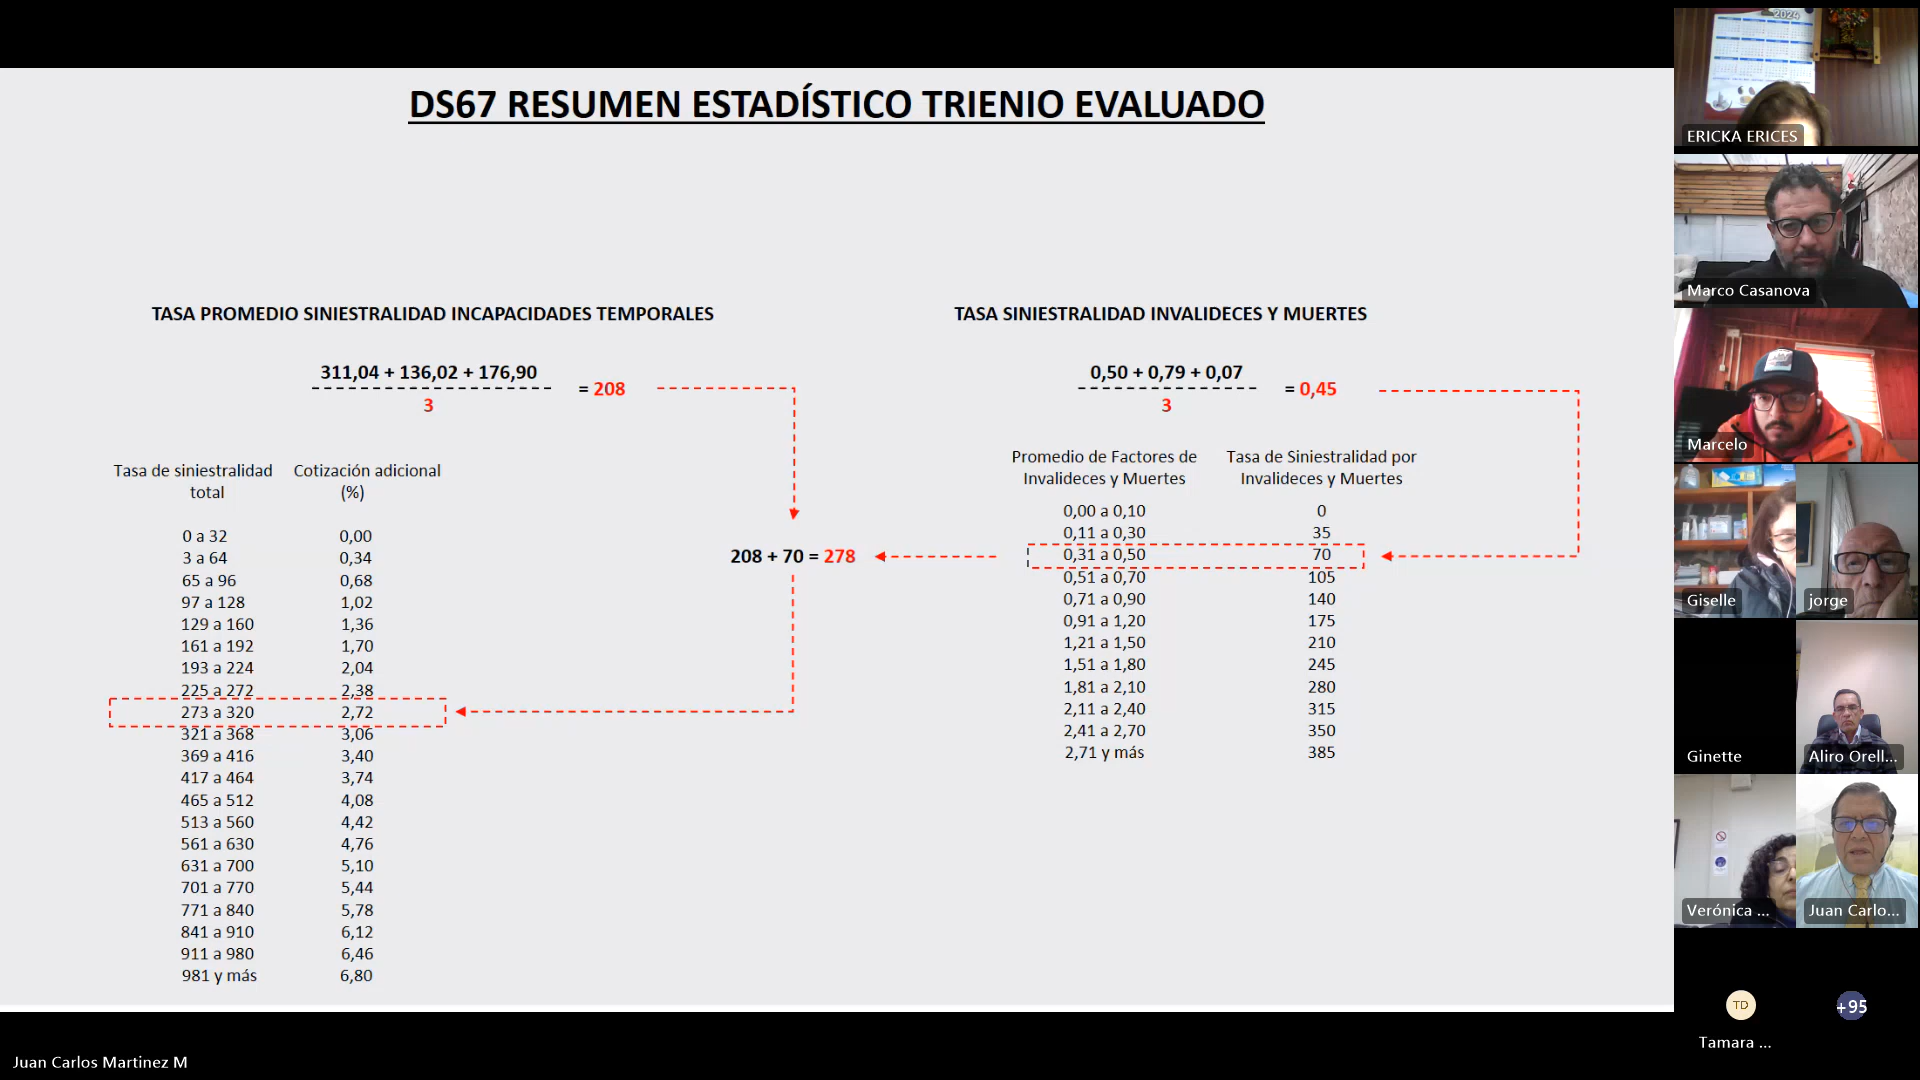 DS67 RESUMEN ESTADÍSTICO TRIENIO EVALUADO
TASA PROMEDIO SINIESTRALIDAD INCAPACIDADES TEMPORALES
311,04 + 136,02 + 176,90
= 208
3
Tasa de siniestralidad total Cotización adicional (%)
0 a 32 0,00
3 a 64 0,34
65 a 96 0,68
97 a 128 1,02
129 a 160 1,36
161 a 192 1,70
193 a 224 2,04
225 a 272 2,38
273 a 320 2,72
321 a 368 3,06
369 a 416 3,40
417 a 464 3,74
465 a 512 4,08
513 a 560 4,42
561 a 630 4,76
631 a 700 5,10
701 a 770 5,44
771 a 840 5,78
841 a 910 6,12
911 a 980 6,46
981 y más 6,80
208 + 70 = 278
TASA SINIESTRALIDAD INVALIDECES Y MUERTES
0,50 + 0,79 + 0,07
= 0,45
3
Promedio de Factores de Invalideces y Muertes Tasa de Siniestralidad por Invalideces y Muertes
0,00 a 0,10 0
0,11 a 0,30 35
0,31 a 0,50 70
0,51 a 0,70 105
0,71 a 0,90 140
0,91 a 1,20 175
1,21 a 1,50 210
1,51 a 1,80 245
1,81 a 2,10 280
2,11 a 2,40 315
2,41 a 2,70 350
2,71 y más 385
2024
ERICKA ERICES
Marco Casanova
Marcelo
Giselle
jorge
Ginette
Aliro Orell...
Verónica ...
Juan Carlo...
TD
+95
Tamara ...
Juan Carlos Martinez M